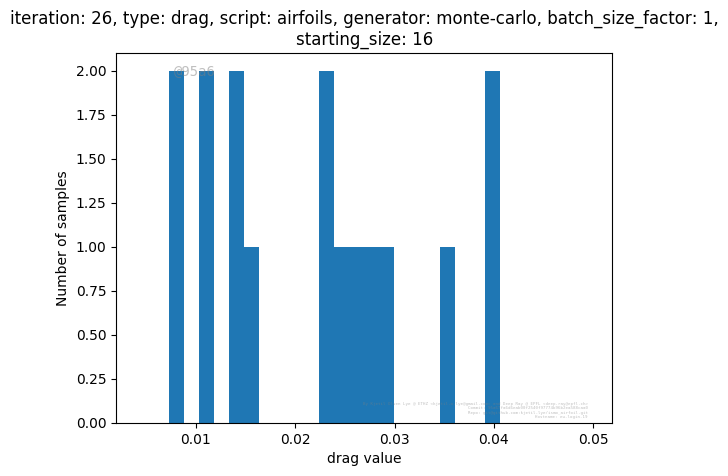 iteration: 26, type: drag, script: airfoils, generator: monte-carlo, batch_size_factor: 1,
starting_size: 16
@95a6
2.00
1.75
1.50
1.25
1.00
0.75
0.50
0.25
0.00
Number of samples
0.01
0.02
0.03
0.04
0.05
drag value